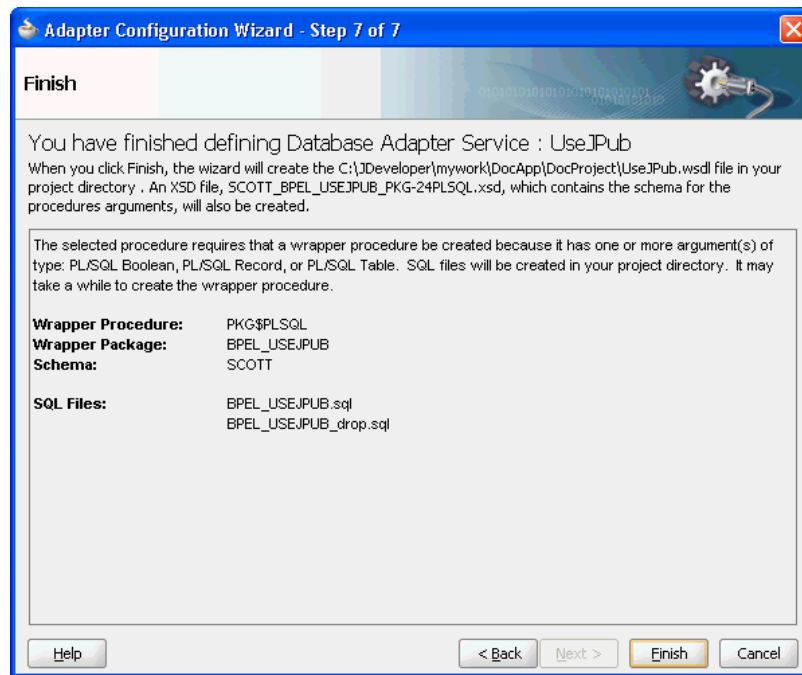 Adapter Configuration Wizard - Step 7 of 7
Finish
You have finished defining Database Adapter Service : UseJPub
When you click Finish, the wizard will create the C:\JDeveloper\mywork\DocApp\DocProject\UseJPub.wsdl file in your
project directory . An XSD file, SCOTT_BPEL_USEJPUB_PKG-24PLSQL.xsd, which contains the schema for the
procedures arguments, will also be created.
The selected procedure requires that a wrapper procedure be created because it has one or more argument(s) of
type: PL/SQL Boolean, PL/SQL Record, or PL/SQL Table. SQL files will be created in your project directory. It may
take a while to create the wrapper procedure.
Wrapper Procedure: PKG$PLSQL
Wrapper Package: BPEL_USEJPUB
Schema: SCOTT
SQL Files: BPEL_USEJPUB.sql
BPEL_USEJPUB_drop.sql
Help < Back Next > Finish Cancel